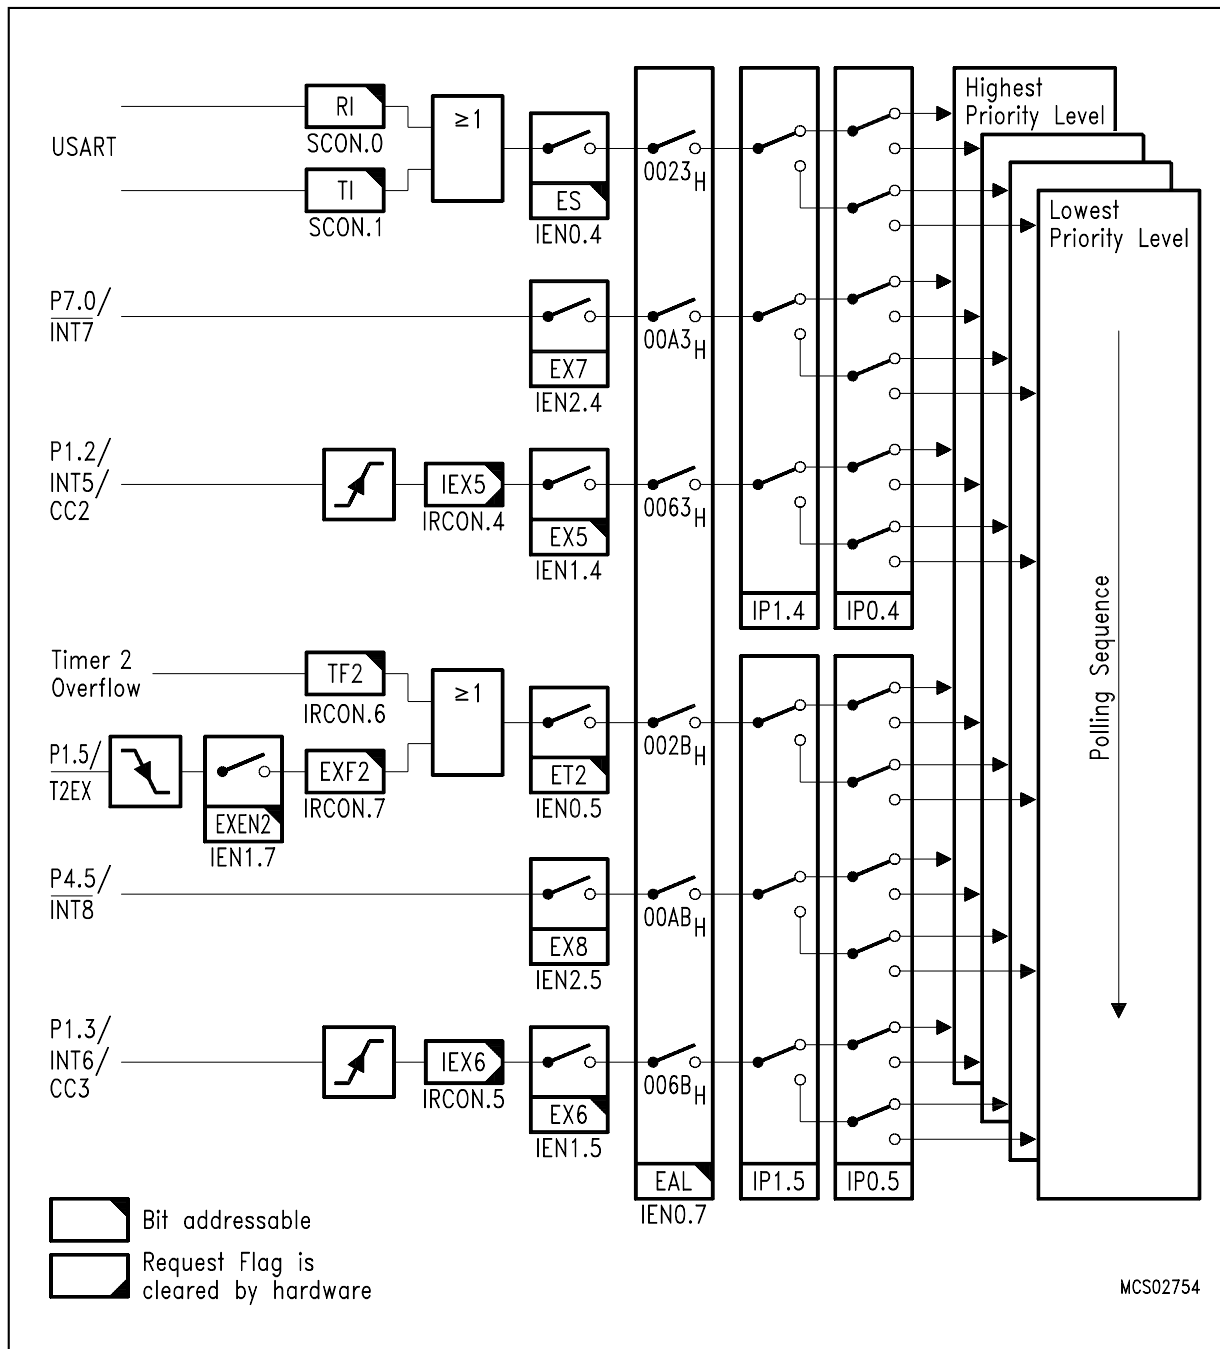 USART
RI
SCON.0
TI
SCON.1
≥1
ES
IEN0.4
0023H
Highest
Priority Level
Lowest
Priority Level
P7.0/
INT7
EX7
IEN2.4
00A3H
P1.2/
INT5/
CC2
IEX5
IRCON.4
EX5
IEN1.4
0063H
IP1.4
IP0.4
Polling Sequence
Timer 2
Overflow
TF2
IRCON.6
≥1
P1.5/
T2EX
EXEN2
IEN1.7
EXF2
IRCON.7
ET2
IEN0.5
002BH
P4.5/
INT8
EX8
IEN2.5
00ABH
P1.3/
INT6/
CC3
IEX6
IRCON.5
EX6
IEN1.5
006BH
EAL
IEN0.7
IP1.5
IP0.5
Bit addressable
Request Flag is
cleared by hardware
MCS02754